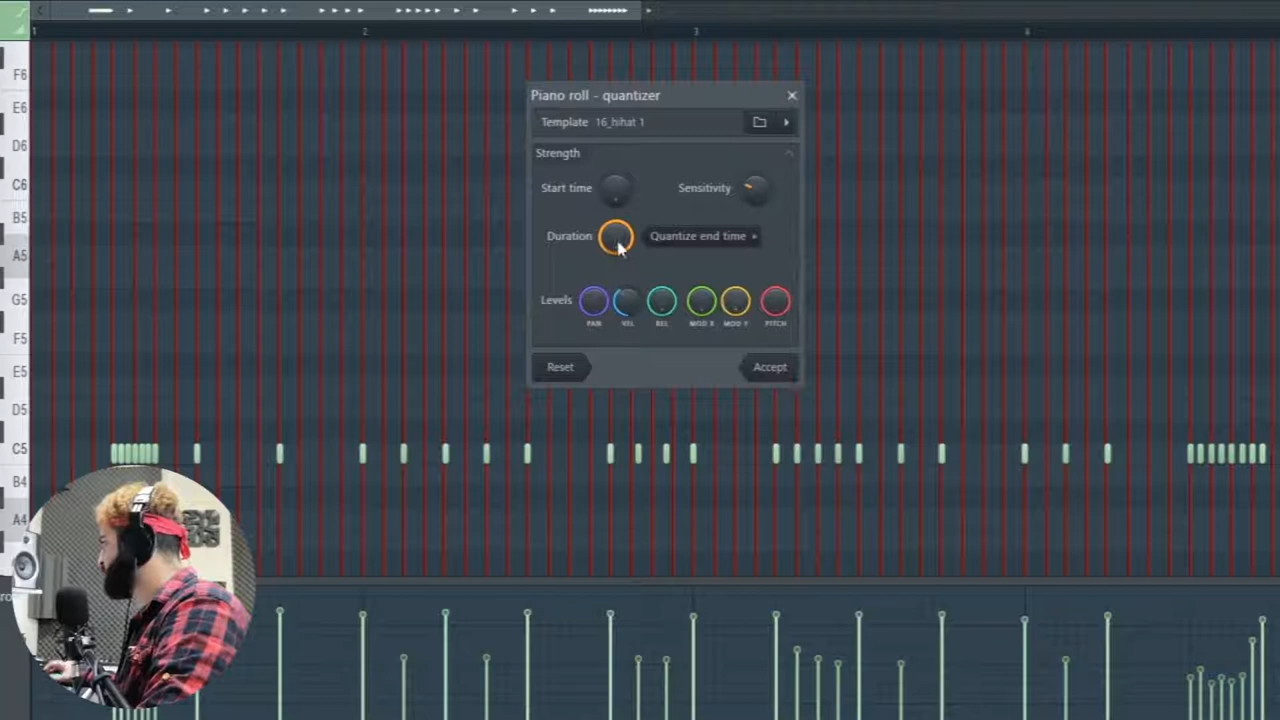 1 2 3 4
F6
E6
D6
C6
B5
A5
G5
F5
E5
D5
C5
B4
A4
Piano roll - quantizer
Template 16_hihat 1
Strength
Start time Sensitivity
Duration Quantize end time
Levels
PAN VEL REL MOD X MOD Y PITCH
Reset Accept